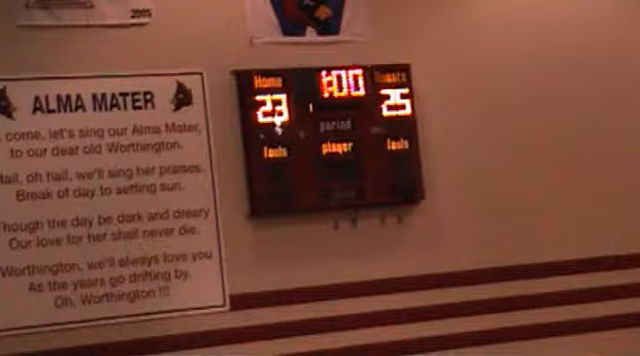 2005
ALMA MATER
come, let's sing our Alma Mater,
to our dear old Worthington.
Hail, oh hail, we'll sing her praises,
Break of day to setting sun.
Though the day be dark and dreary
Our love for her shall never die.
Worthington, we'll always love you
As the years go drifting by.
Oh, Worthington !!!
Home 1:00 Guests
23 25
period
fouls player fouls